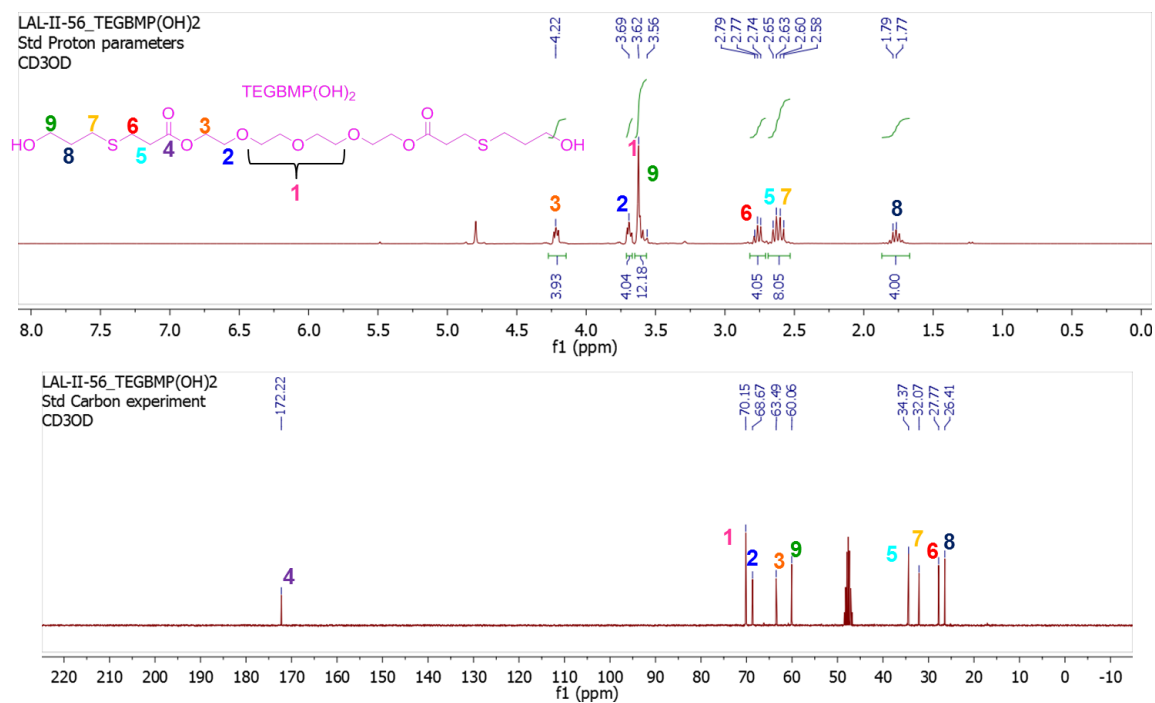 LAL-II-56_TEGBMP(OH)2
Std Proton parameters
CD3OD
4.22
3.69
3.62
3.56
2.79
2.77
2.74
2.65
2.63
2.60
2.58
1.79
1.77
TEGBMP(OH)2
9 7 6 O 3 O O O
HO S O O O O S OH
8 5 4 2
1
3 2 1 9 6 5 7 8
3.93
4.04
12.18
4.05
8.05
4.00
8.0 7.5 7.0 6.5 6.0 5.5 5.0 4.5 4.0 3.5 3.0 2.5 2.0 1.5 1.0 0.5 0.0
f1 (ppm)
LAL-II-56_TEGBMP(OH)2
Std Carbon experiment
CD3OD
172.22
70.15
68.67
63.49
60.06
34.37
32.07
27.77
26.41
4 1 2 3 9 5 7 6 8
220 210 200 190 180 170 160 150 140 130 120 110 100 90 80 70 60 50 40 30 20 10 0 -10
f1 (ppm)